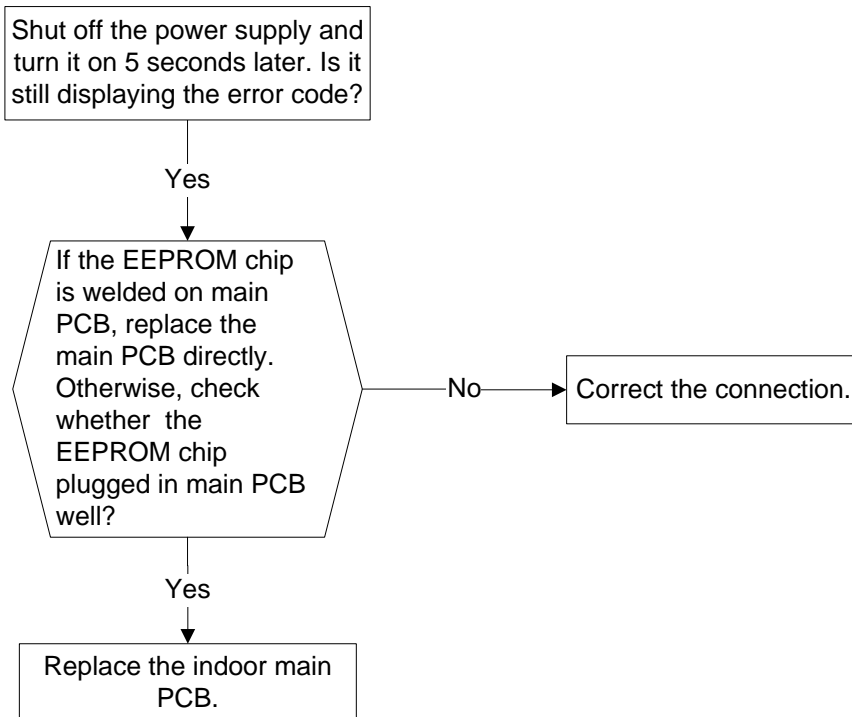 Shut off the power supply and
turn it on 5 seconds later. Is it
still displaying the error code?
Yes
If the EEPROM chip
is welded on main
PCB, replace the
main PCB directly.
Otherwise, check
whether  the
EEPROM chip
plugged in main PCB
well?
No
Correct the connection.
Yes
Replace the indoor main
PCB.